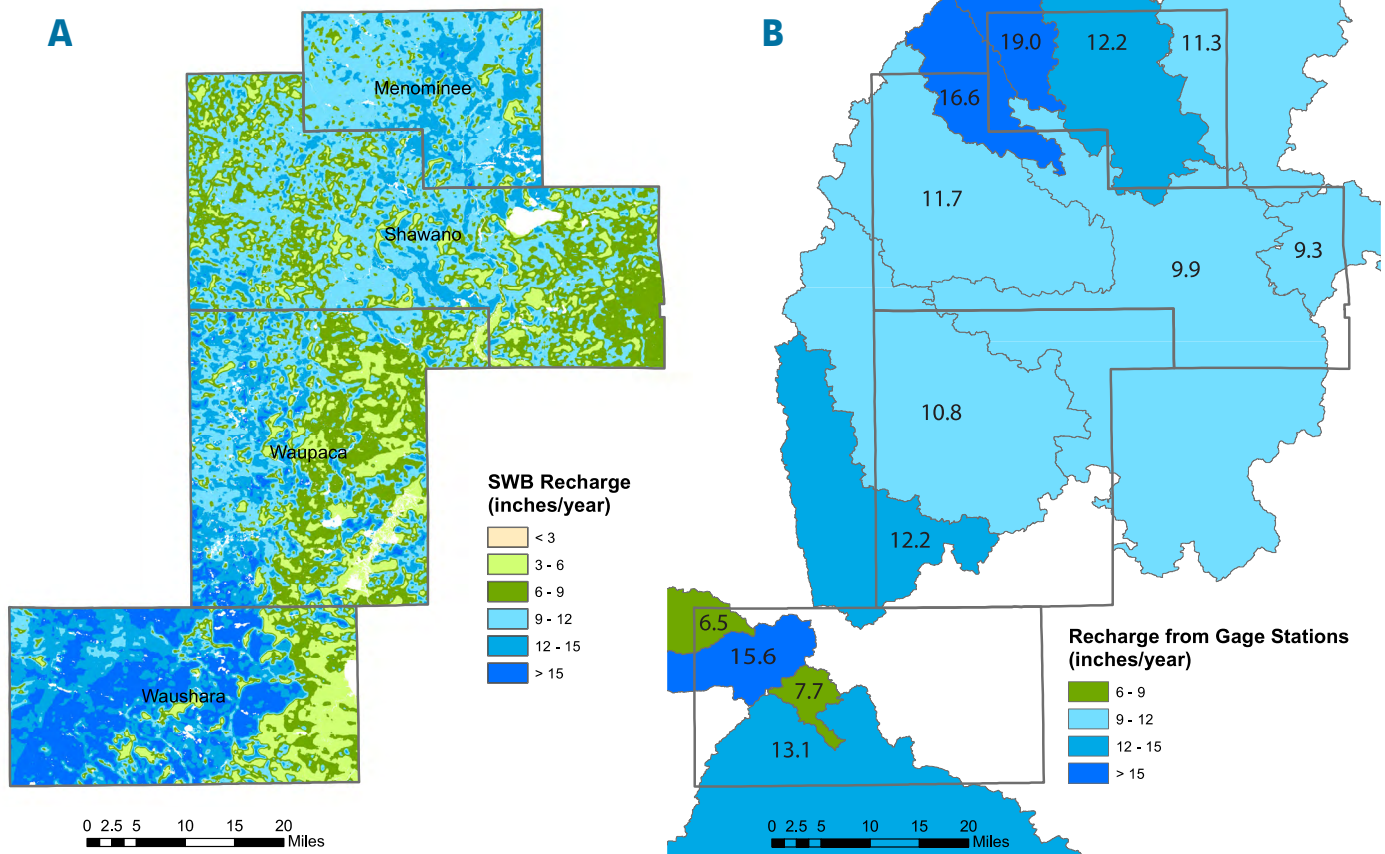 A
Menominee
Shawano
Waupaca
Waushara
SWB Recharge
(inches/year)
< 3
3 - 6
6 - 9
9 - 12
12 - 15
> 15
0 2.5 5 10 15 20
Miles
B
19.0
12.2
11.3
16.6
11.7
9.3
9.9
10.8
12.2
6.5
15.6
7.7
13.1
Recharge from Gage Stations
(inches/year)
6 - 9
9 - 12
12 - 15
> 15
0 2.5 5 10 15 20
Miles